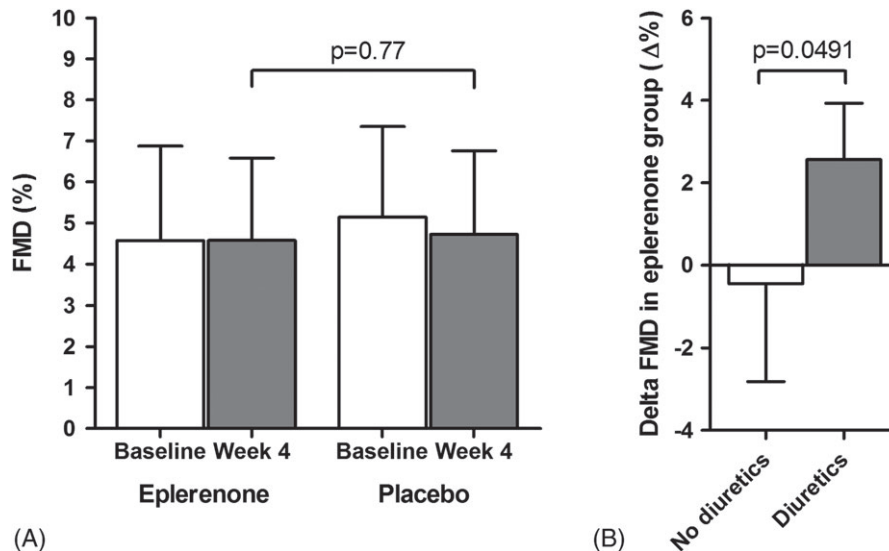 p=0.77
FMD (%)
10
9
8
7
6
5
4
3
2
1
0
Baseline Week 4
Baseline Week 4
Eplerenone
Placebo
(A)
p=0.0491
Delta FMD in eplerenone group ( Δ%)
6
4
2
0
-2
-4
No diuretics
Diuretics
(B)